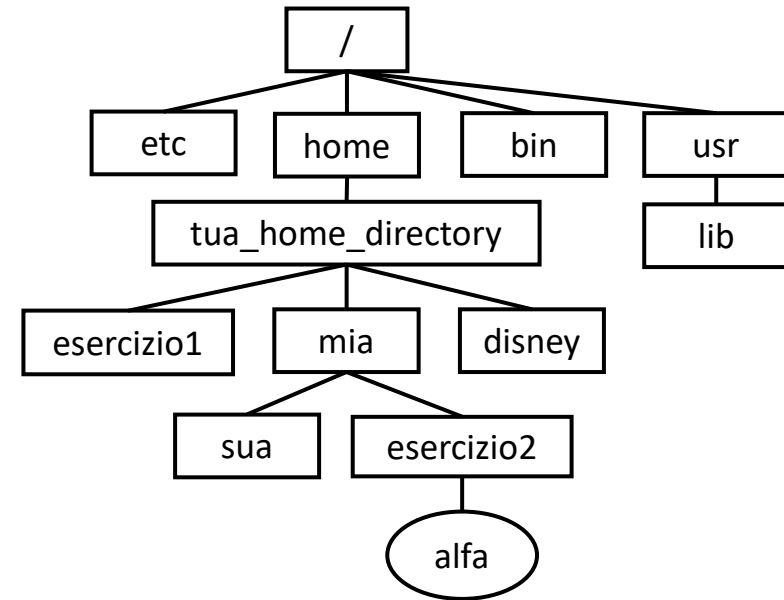 /
etc home bin usr
tua_home_directory lib
esercizio1 mia disney
sua esercizio2
alfa